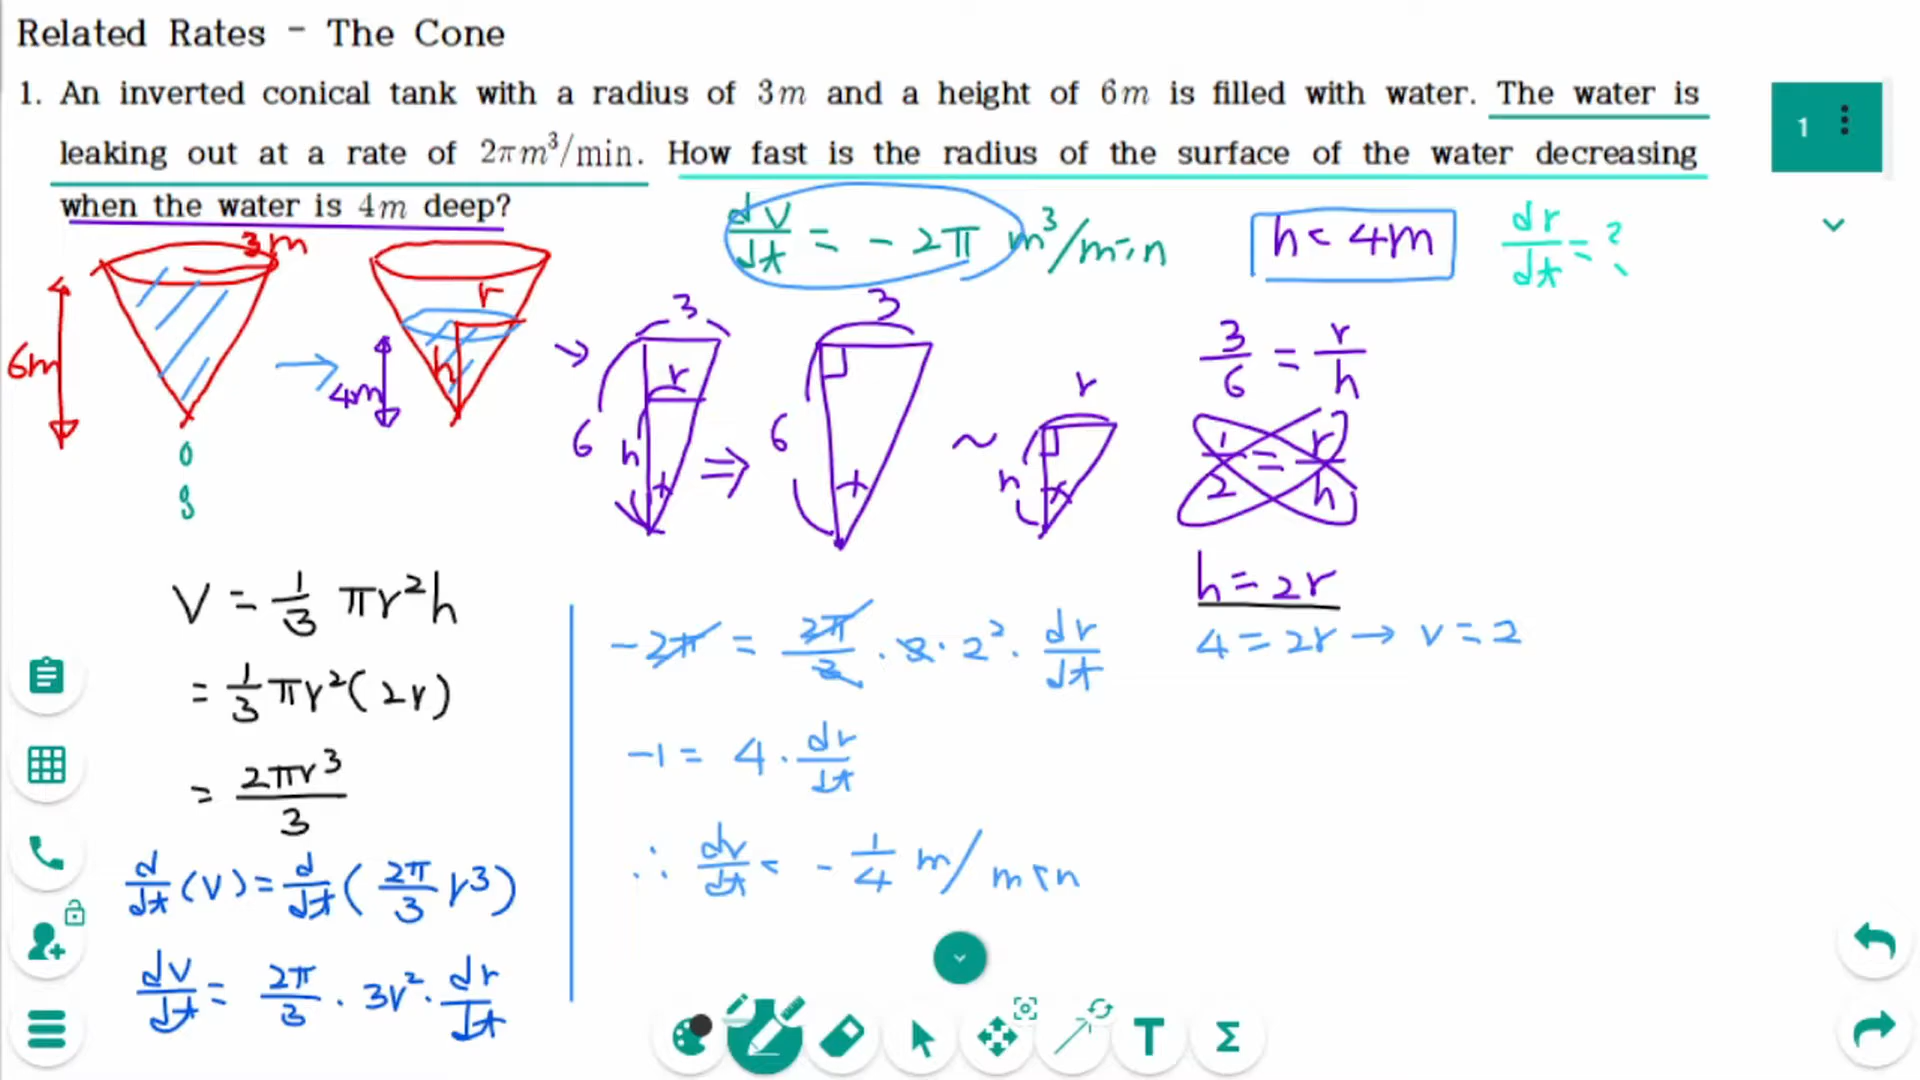 Related Rates - The Cone
1. An inverted conical tank with a radius of 3m and a height of 6m is filled with water. The water is
leaking out at a rate of 2πm³/min. How fast is the radius of the surface of the water decreasing
when the water is 4m deep?
1
dV/dt = -2π m³/min
h = 4m
dr/dt = ?
3m
6m
r
h
4m
3
r
6
h
3
6
~
r
h
3/6 = r/h
1/2 = r/h
h = 2r
4 = 2r → r = 2
V = 1/3 πr²h
= 1/3 πr²(2r)
= 2πr³/3
d/dt (V) = d/dt ( 2π/3 r³)
dV/dt = 2π/3 · 3r² · dr/dt
-2π = 2π/3 · 3 · 2² · dr/dt
-1 = 4 · dr/dt
∴ dr/dt = - 1/4 m/min
T
Σ